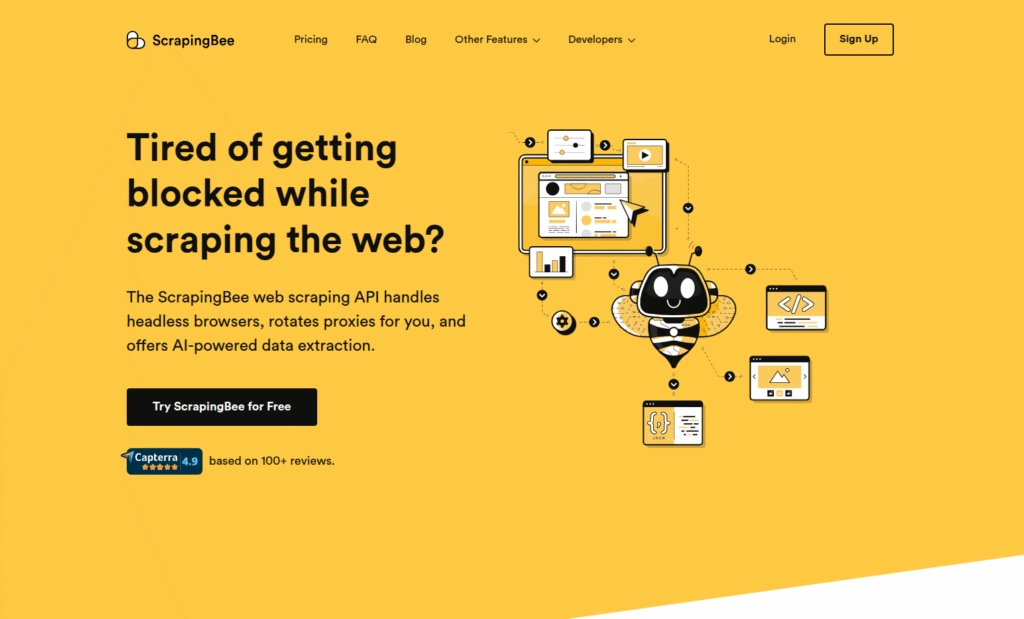 ScrapingBee
Pricing
FAQ
Blog
Other Features
Developers
Login
Sign Up
Tired of getting
blocked while
scraping the web?
The ScrapingBee web scraping API handles
headless browsers, rotates proxies for you, and
offers AI-powered data extraction.
Try ScrapingBee for Free
Capterra 4.9
based on 100+ reviews.
</>
{D}
JSON